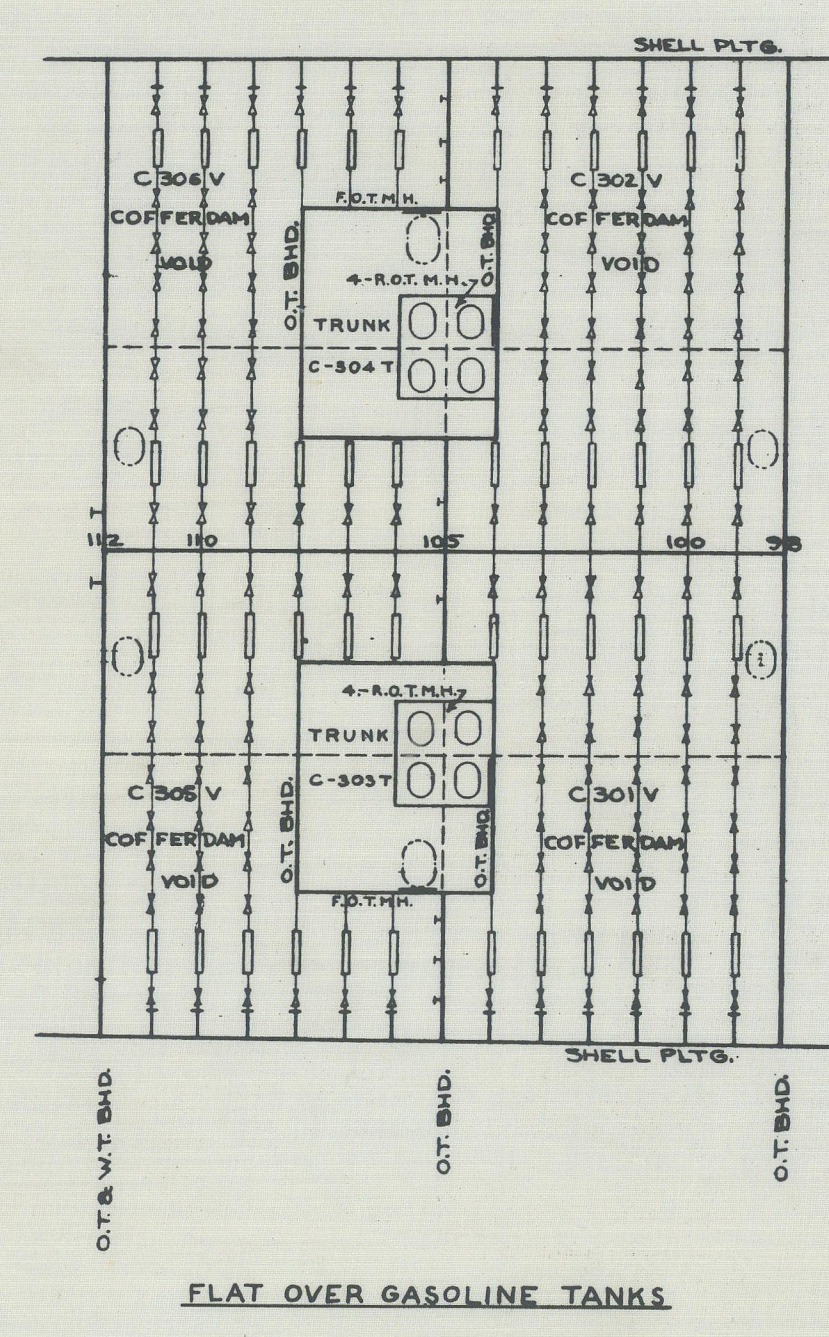 SHELL PLTG.
C 306 V
COFFERDAM
VOID
C 302 V
COFFERDAM
VOID
F.O.T.M.H.
O.T. BHD.
O.T. BHD.
4-R.O.T.M.H.
TRUNK
C-304 T
112 110 105 100 98
4-R.O.T.M.H.
TRUNK
C-303 T
O.T. BHD.
O.T. BHD.
F.O.T.M.H.
C 305 V
COFFERDAM
VOID
C 301 V
COFFERDAM
VOID
SHELL PLTG.
O.T. & W.T. BHD.
O.T. BHD.
O.T. BHD.
FLAT OVER GASOLINE TANKS